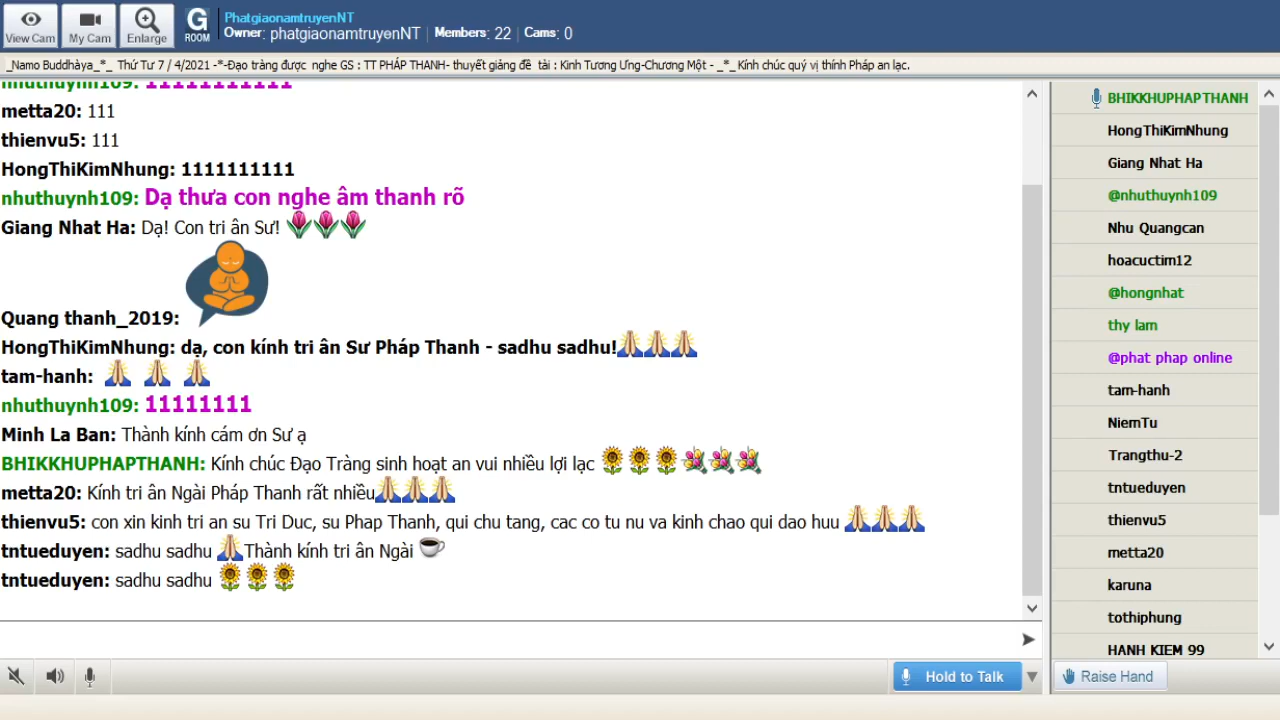 View Cam
My Cam
Enlarge
G
ROOM
PhatgiaonamtruyenNT
Owner: phatgiaonamtruyenNT | Members: 22 | Cams: 0
_Namo Buddhàya_*_ Thứ Tư 7 / 4/2021 -*-Đạo tràng được nghe GS : TT PHÁP THANH- thuyết giảng đề tài : Kinh Tương Ưng-Chương Một - _*_Kính chúc quý vị thính Pháp an lạc.
nhuthuynh109: 11111111111
metta20: 111
thienvu5: 111
HongThiKimNhung: 1111111111
nhuthuynh109: Dạ thưa con nghe âm thanh rõ
Giang Nhat Ha: Dạ! Con tri ân Sư!
Quang thanh_2019:
HongThiKimNhung: dạ, con kính tri ân Sư Pháp Thanh - sadhu sadhu!
tam-hanh:
nhuthuynh109: 11111111
Minh La Ban: Thành kính cám ơn Sư ạ
BHIKKHUPHAPTHANH: Kính chúc Đạo Tràng sinh hoạt an vui nhiều lợi lạc
metta20: Kính tri ân Ngài Pháp Thanh rất nhiều
thienvu5: con xin kinh tri an su Tri Duc, su Phap Thanh, qui chu tang, cac co tu nu va kinh chao qui dao huu
tntueduyen: sadhu sadhu Thành kính tri ân Ngài
tntueduyen: sadhu sadhu
Hold to Talk
BHIKKHUPHAPTHANH
HongThiKimNhung
Giang Nhat Ha
@nhuthuynh109
Nhu Quangcan
hoacuctim12
@hongnhat
thy lam
@phat phap online
tam-hanh
NiemTu
Trangthu-2
tntueduyen
thienvu5
metta20
karuna
tothiphung
HANH KIEM 99
Raise Hand